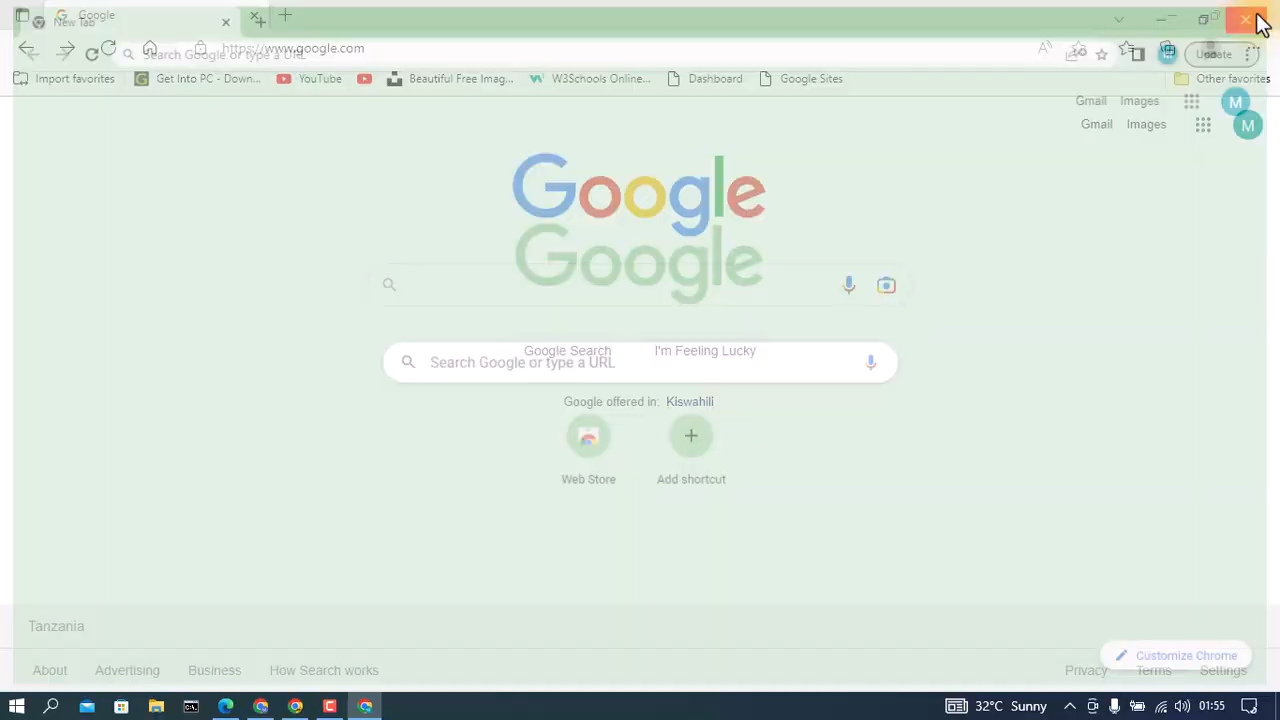 Google
New Tab
https://www.google.com
Search Google or type a URL
Update
Import favorites
Get Into PC - Down...
YouTube
Beautiful Free Imag...
W3Schools Online...
Dashboard
Google Sites
Other favorites
Gmail Images
M
Gmail Images
M
Google
Google
Google Search
I'm Feeling Lucky
Search Google or type a URL
Google offered in: Kiswahili
Web Store
Add shortcut
Tanzania
Customize Chrome
About Advertising Business How Search works
Privacy Terms Settings
32°C Sunny
01:55